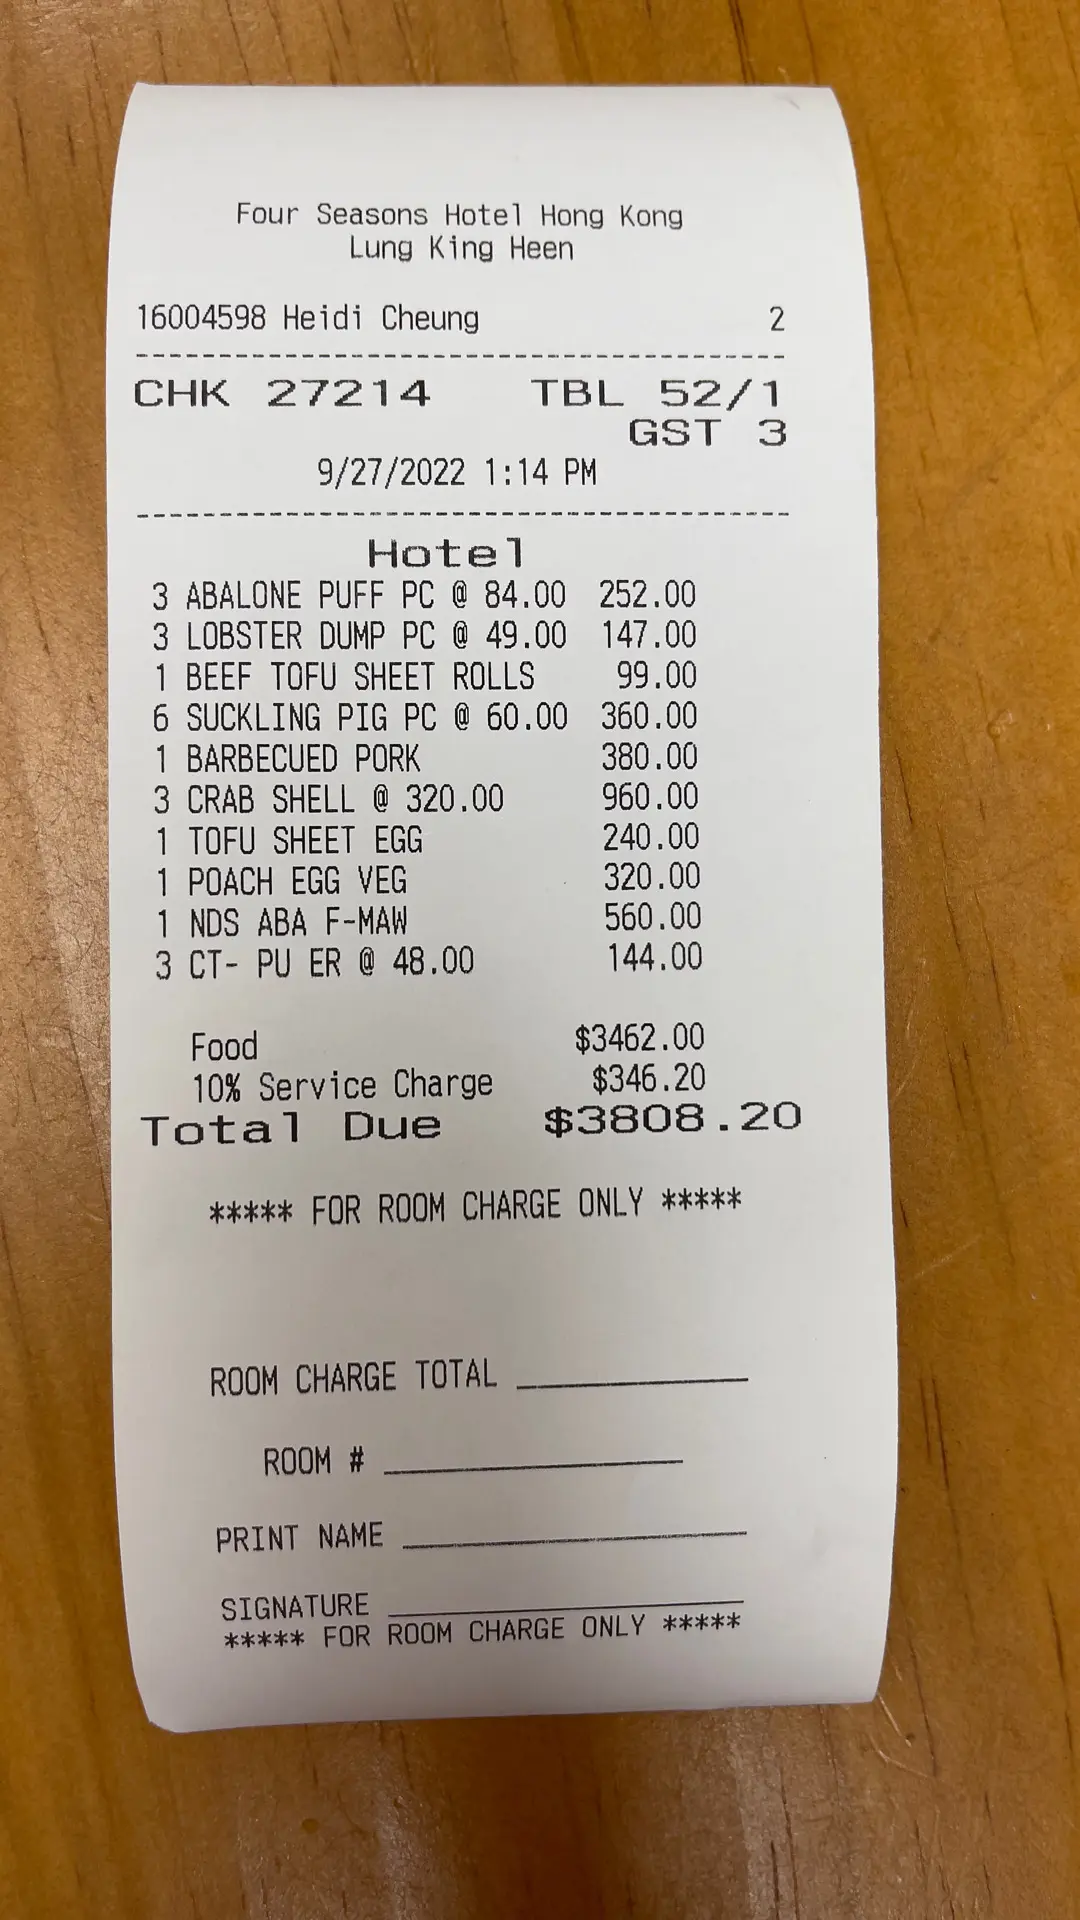 Four Seasons Hotel Hong Kong
Lung King Heen
16004598 Heidi Cheung 2
----------------------------------------
CHK 27214 TBL 52/1
GST 3
9/27/2022 1:14 PM
----------------------------------------
Hotel
3 ABALONE PUFF PC @ 84.00 252.00
3 LOBSTER DUMP PC @ 49.00 147.00
1 BEEF TOFU SHEET ROLLS 99.00
6 SUCKLING PIG PC @ 60.00 360.00
1 BARBECUED PORK 380.00
3 CRAB SHELL @ 320.00 960.00
1 TOFU SHEET EGG 240.00
1 POACH EGG VEG 320.00
1 NDS ABA F-MAW 560.00
3 CT- PU ER @ 48.00 144.00
Food $3462.00
10% Service Charge $346.20
Total Due $3808.20
***** FOR ROOM CHARGE ONLY *****
ROOM CHARGE TOTAL ______________
ROOM # __________________
PRINT NAME _____________________
SIGNATURE ______________________
***** FOR ROOM CHARGE ONLY *****